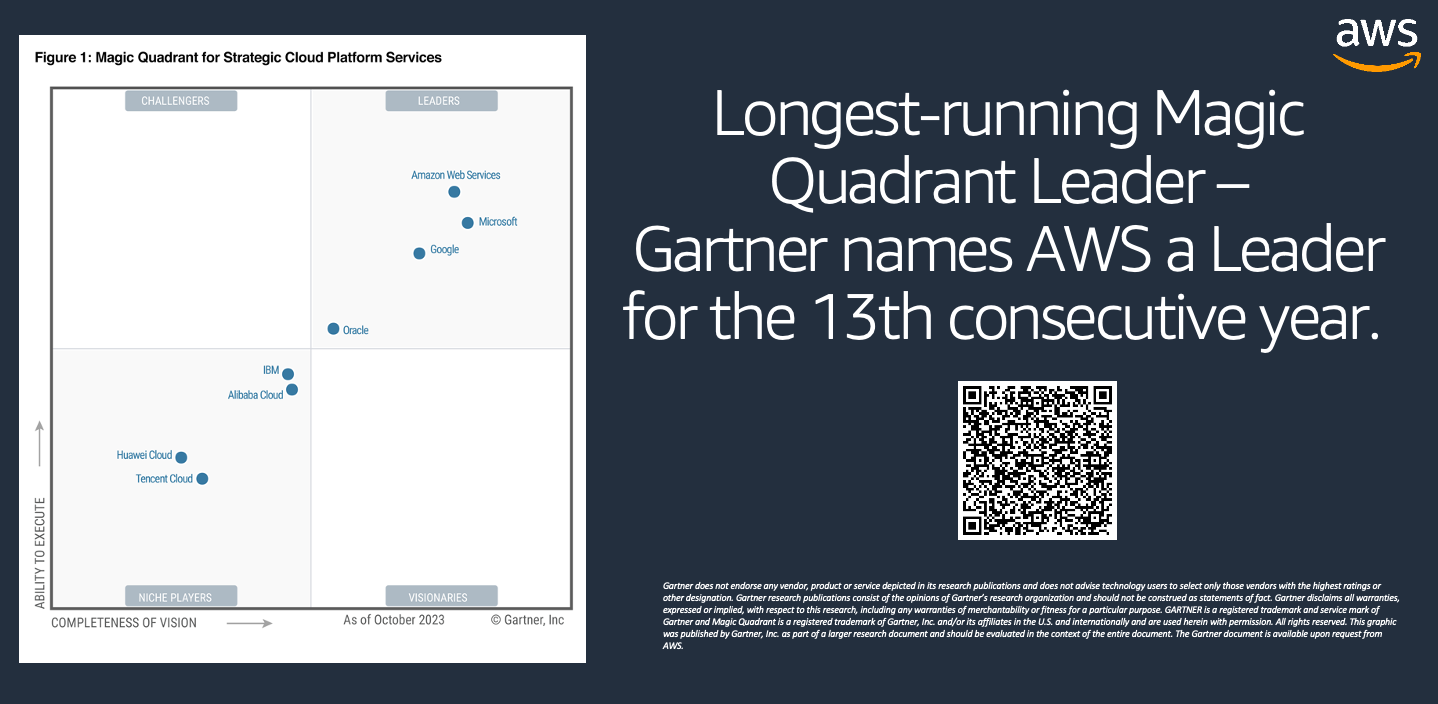 Figure 1: Magic Quadrant for Strategic Cloud Platform Services
CHALLENGERS
LEADERS
Amazon Web Services
Microsoft
Google
Oracle
IBM
Alibaba Cloud
Huawei Cloud
Tencent Cloud
NICHE PLAYERS
VISIONARIES
ABILITY TO EXECUTE
COMPLETENESS OF VISION
As of October 2023
© Gartner, Inc
aws
Longest-running Magic
Quadrant Leader –
Gartner names AWS a Leader
for the 13th consecutive year.
Gartner does not endorse any vendor, product or service depicted in its research publications and does not advise technology users to select only those vendors with the highest ratings or
other designation. Gartner research publications consist of the opinions of Gartner's research organization and should not be construed as statements of fact. Gartner disclaims all warranties,
expressed or implied, with respect to this research, including any warranties of merchantability or fitness for a particular purpose. GARTNER is a registered trademark and service mark of
Gartner and Magic Quadrant is a registered trademark of Gartner, Inc. and/or its affiliates in the U.S. and internationally and are used herein with permission. All rights reserved. This graphic
was published by Gartner, Inc. as part of a larger research document and should be evaluated in the context of the entire document. The Gartner document is available upon request from
AWS.